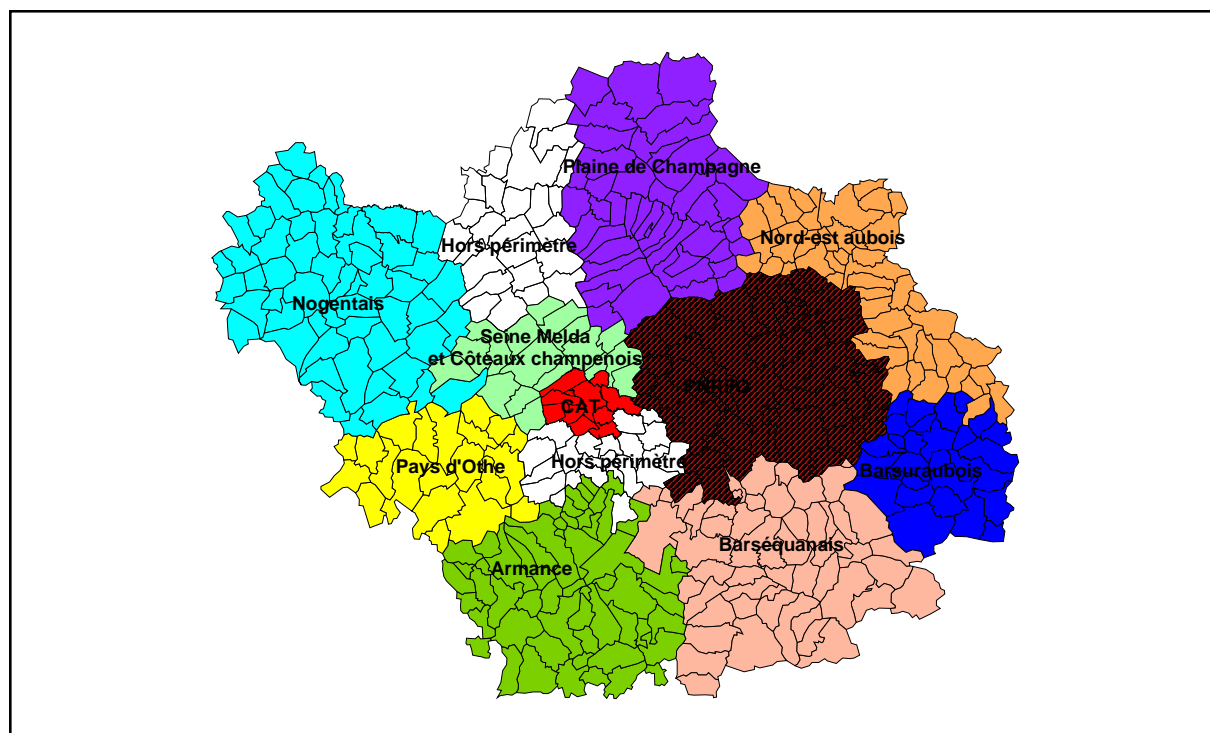 Plaine de Champagne
Nord-est aubois
Hors périmètre
Nogentais
Seine Melda
et Côteaux champenois
CAT
Pays d'Othe
Hors périmètre
Barsuraubois
Barséquanais
Armance